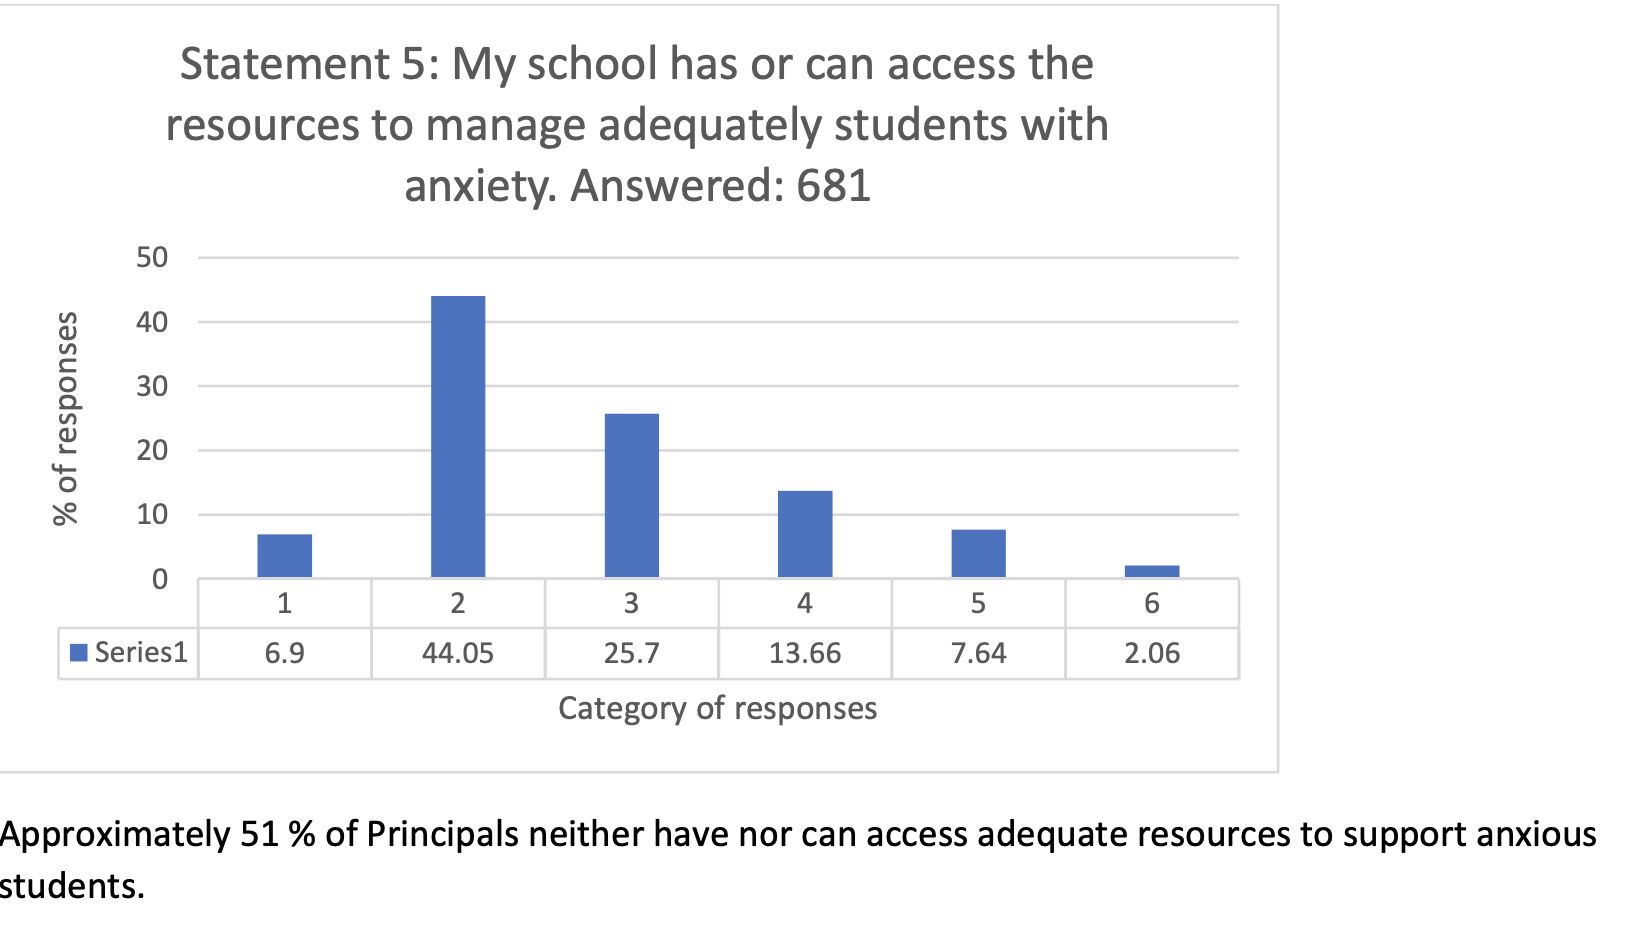 Statement 5: My school has or can access the
resources to manage adequately students with
anxiety. Answered: 681
50
40
30
20
10
0
% of responses
1 2 3 4 5 6
Series1 6.9 44.05 25.7 13.66 7.64 2.06
Category of responses
Approximately 51 % of Principals neither have nor can access adequate resources to support anxious
students.